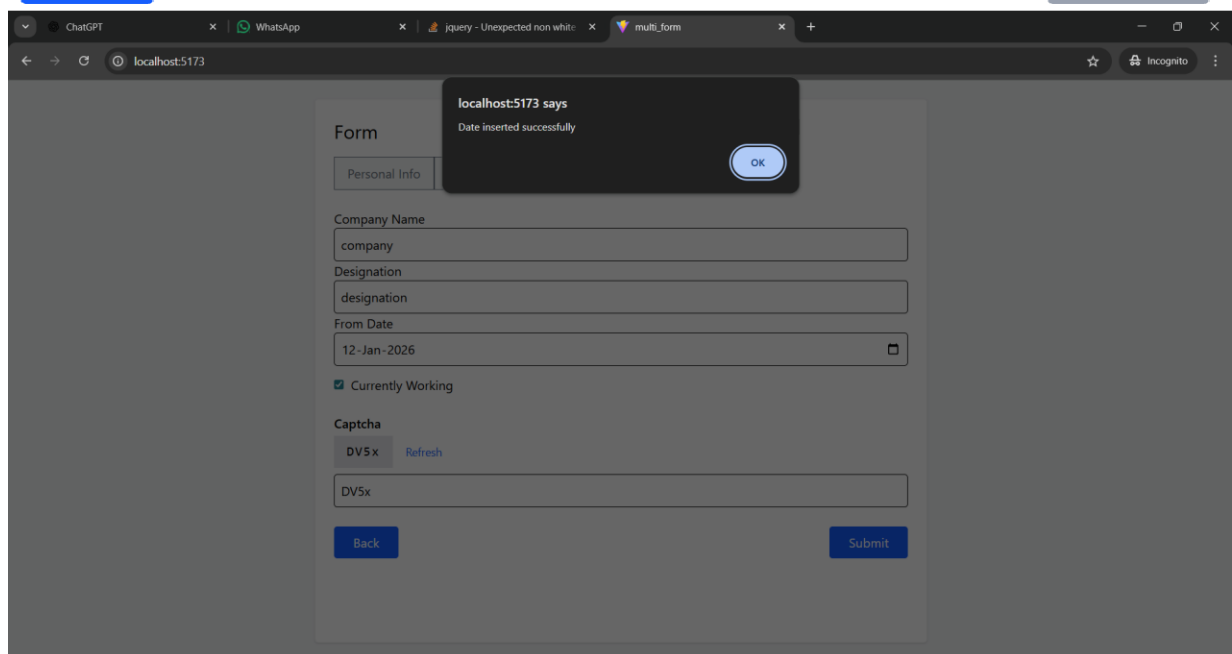 ChatGPT WhatsApp jquery - Unexpected non white multi_form
localhost:5173 Incognito
localhost:5173 says
Date inserted successfully
OK
Form
Personal Info
Company Name
company
Designation
designation
From Date
12-Jan-2026
Currently Working
Captcha
DV5x Refresh
DV5x
Back Submit